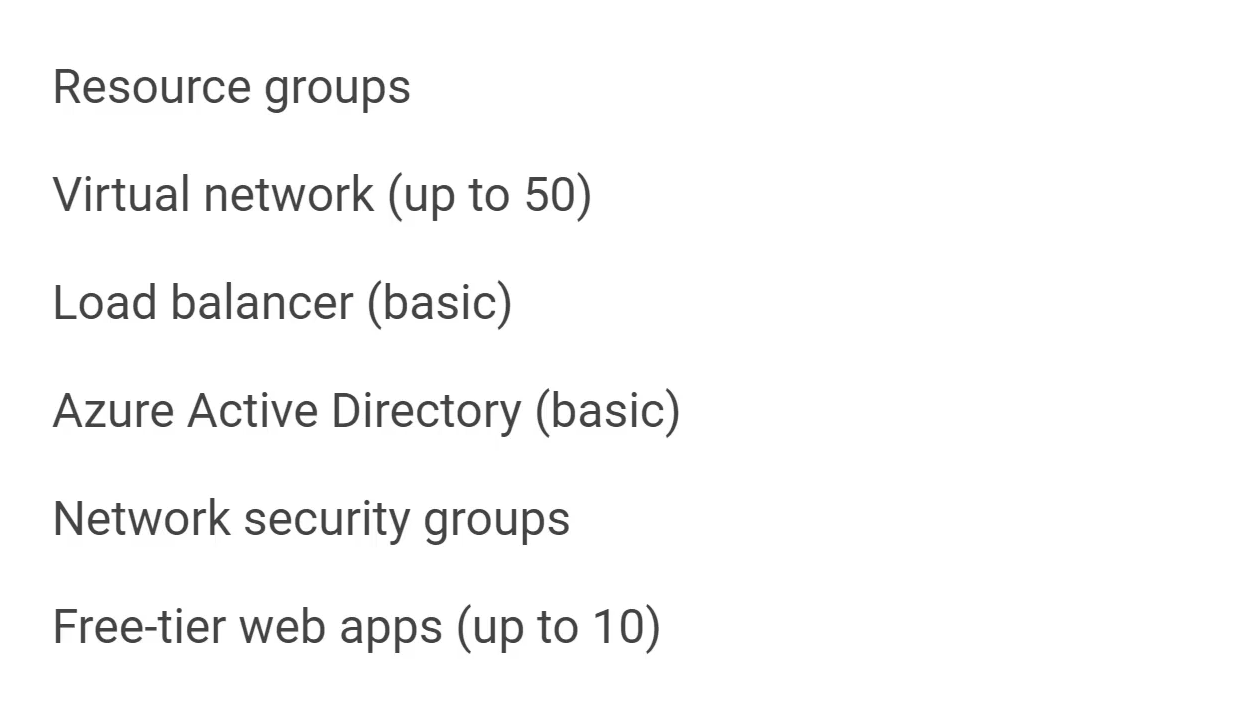 Resource groups
Virtual network (up to 50)
Load balancer (basic)
Azure Active Directory (basic)
Network security groups
Free-tier web apps (up to 10)